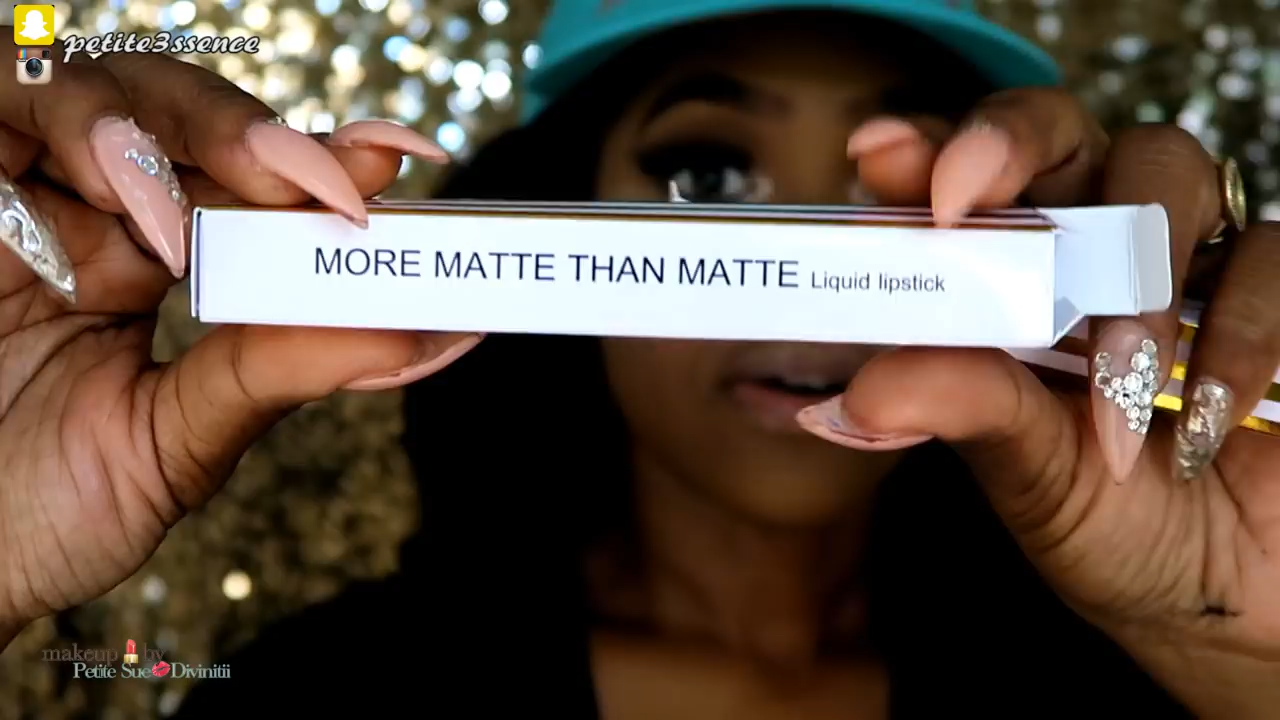 petite3ssence
MORE MATTE THAN MATTE Liquid lipstick
makeup by
Petite Sue Divinitii